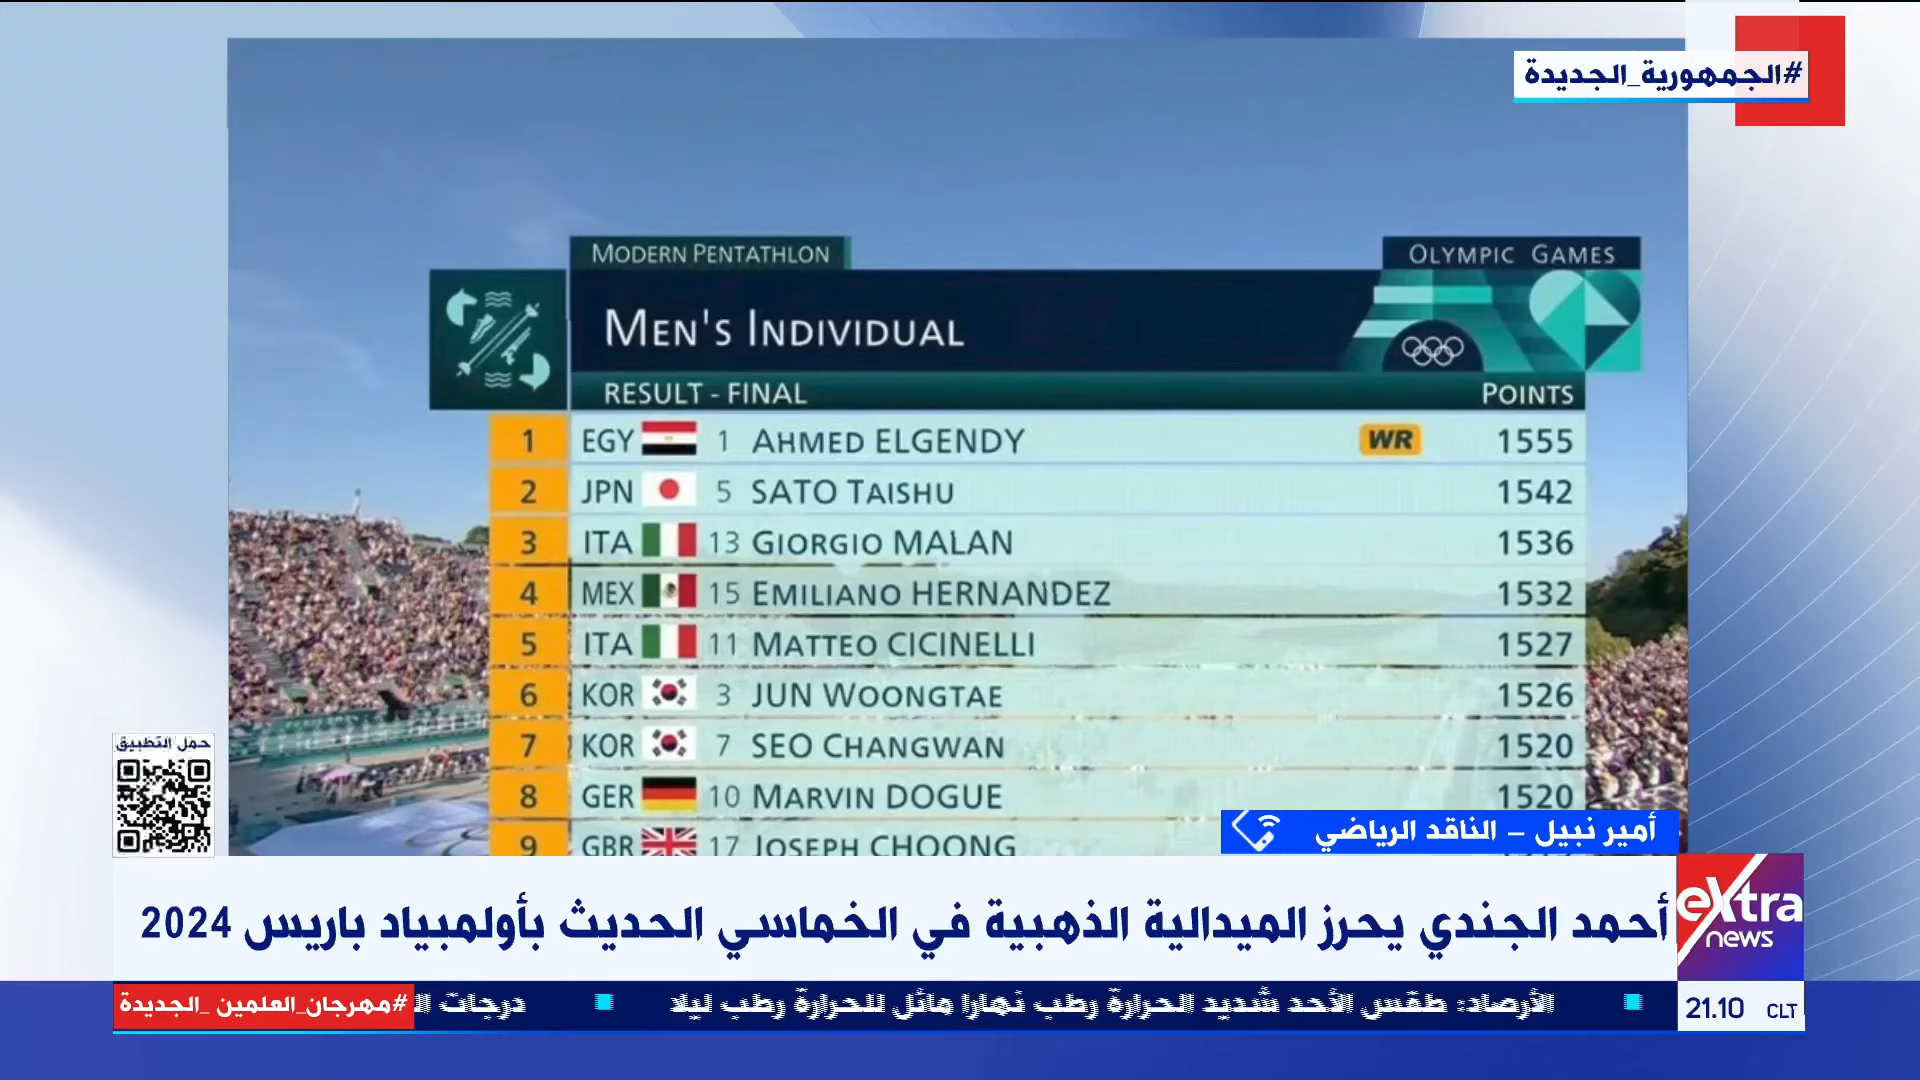 #الجمهورية_الجديدة
MODERN PENTATHLON
OLYMPIC GAMES
MEN'S INDIVIDUAL
RESULT - FINAL POINTS
1 EGY 1 AHMED ELGENDY WR 1555
2 JPN 5 SATO TAISHU 1542
3 ITA 13 GIORGIO MALAN 1536
4 MEX 15 EMILIANO HERNANDEZ 1532
5 ITA 11 MATTEO CICINELLI 1527
6 KOR 3 JUN WOONGTAE 1526
7 KOR 7 SEO CHANGWAN 1520
8 GER 10 MARVIN DOGUE 1520
9 GBR 17 JOSEPH CHOONG
حمل التطبيق
أمير نبيل – الناقد الرياضي
أحمد الجندي يحرز الميدالية الذهبية في الخماسي الحديث بأولمبياد باريس 2024
extra news
الأرصاد: طقس الأحد شديد الحرارة رطب نهارا مائل للحرارة رطب ليلا
درجات
#مهرجان_العلمين_الجديدة
21.10 CLT